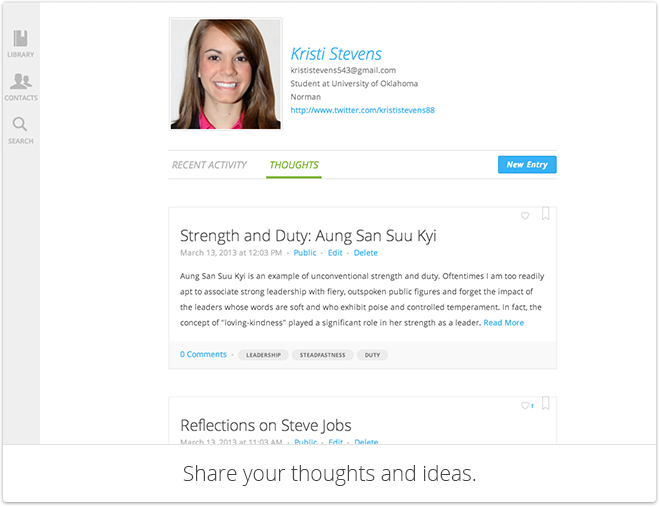 LIBRARY
CONTACTS
SEARCH
Kristi Stevens
krististevens543@gmail.com
Student at University of Oklahoma
Norman
http://www.twitter.com/krististevens88
RECENT ACTIVITY THOUGHTS New Entry
Strength and Duty: Aung San Suu Kyi
March 13, 2013 at 12:03 PM - Public - Edit - Delete
Aung San Suu Kyi is an example of unconventional strength and duty. Oftentimes I am too readily
apt to associate strong leadership with fiery, outspoken public figures and forget the impact of
the leaders whose words are soft and who exhibit poise and controlled temperament. In fact, the
concept of "loving-kindness" played a significant role in her strength as a leader. Read More
0 Comments - LEADERSHIP STEADFASTNESS DUTY
1
Reflections on Steve Jobs
March 13, 2013 at 11:03 AM - Public - Edit - Delete
Share your thoughts and ideas.